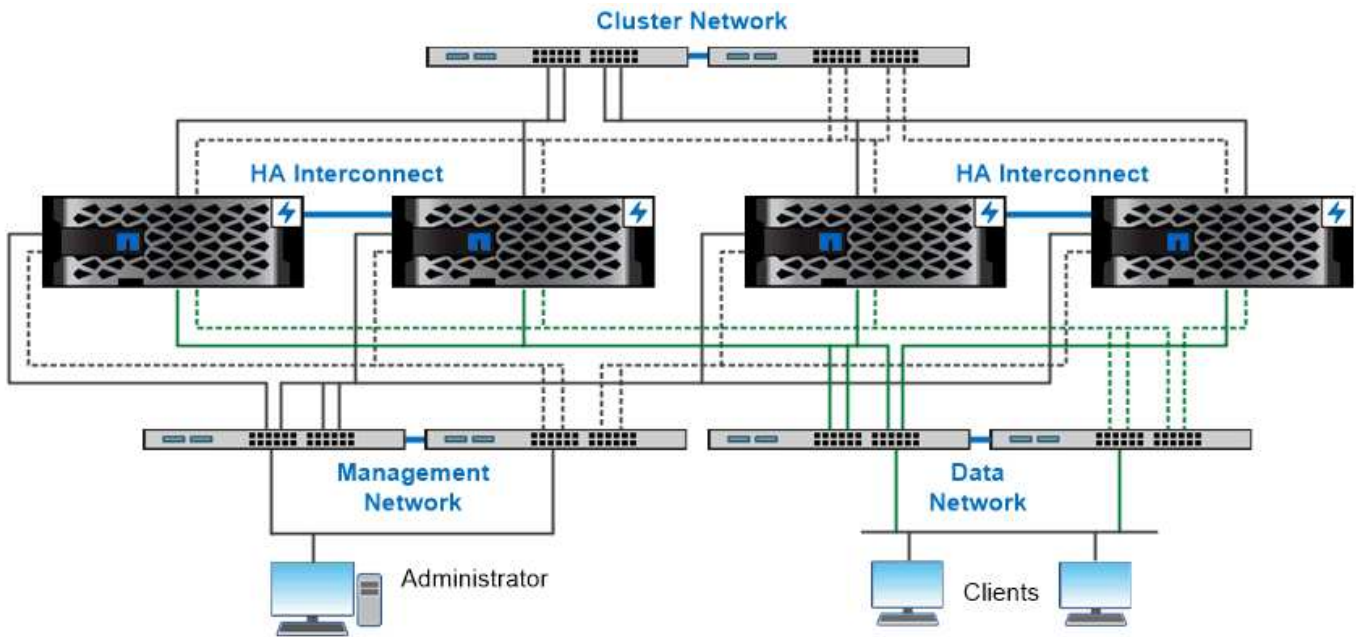 Cluster Network
HA Interconnect
HA Interconnect
Management
Network
Data
Network
Administrator
Clients